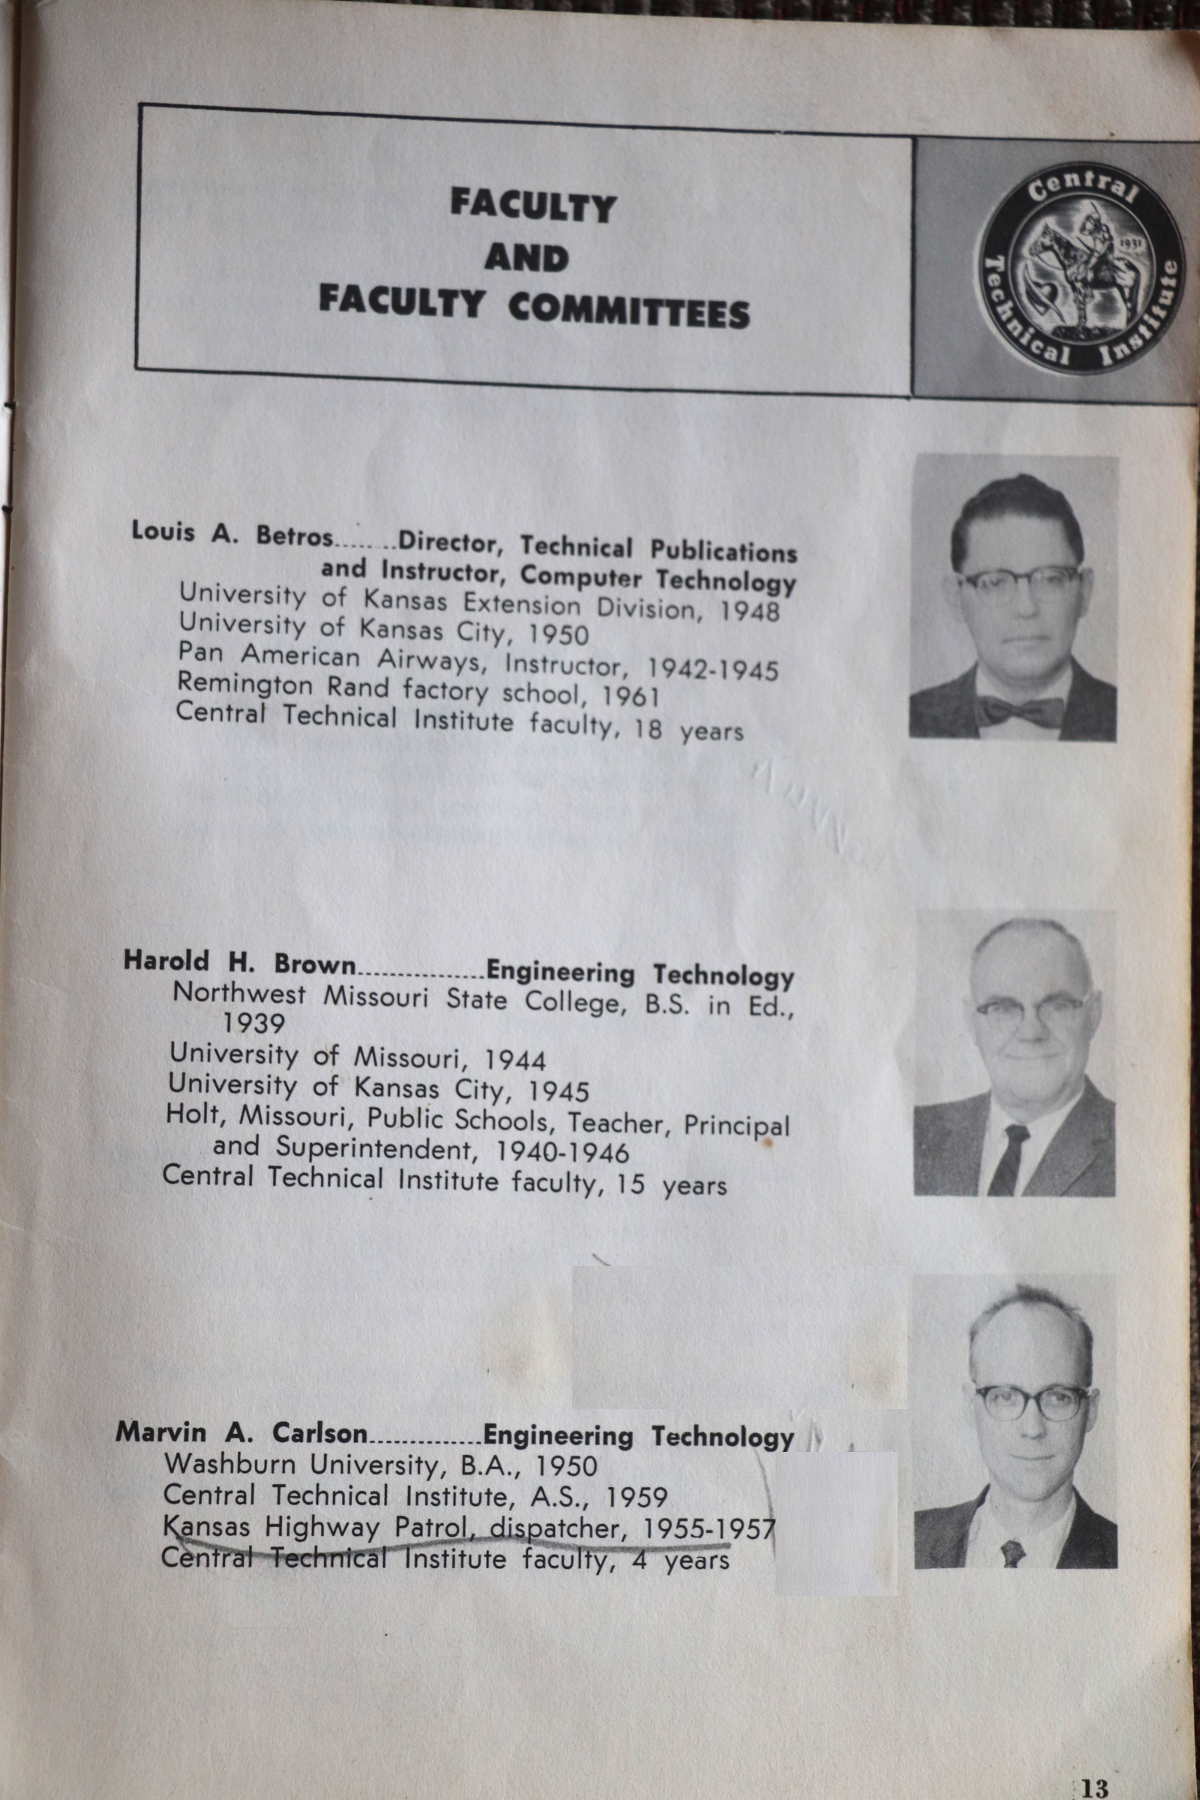 FACULTY
AND
FACULTY COMMITTEES
Central
Technical Institute
1931
Louis A. Betros........Director, Technical Publications
and Instructor, Computer Technology
University of Kansas Extension Division, 1948
University of Kansas City, 1950
Pan American Airways, Instructor, 1942-1945
Remington Rand factory school, 1961
Central Technical Institute faculty, 18 years
Harold H. Brown................Engineering Technology
Northwest Missouri State College, B.S. in Ed.,
1939
University of Missouri, 1944
University of Kansas City, 1945
Holt, Missouri, Public Schools, Teacher, Principal
and Superintendent, 1940-1946
Central Technical Institute faculty, 15 years
Marvin A. Carlson..............Engineering Technology
Washburn University, B.A., 1950
Central Technical Institute, A.S., 1959
Kansas Highway Patrol, dispatcher, 1955-1957
Central Technical Institute faculty, 4 years
13